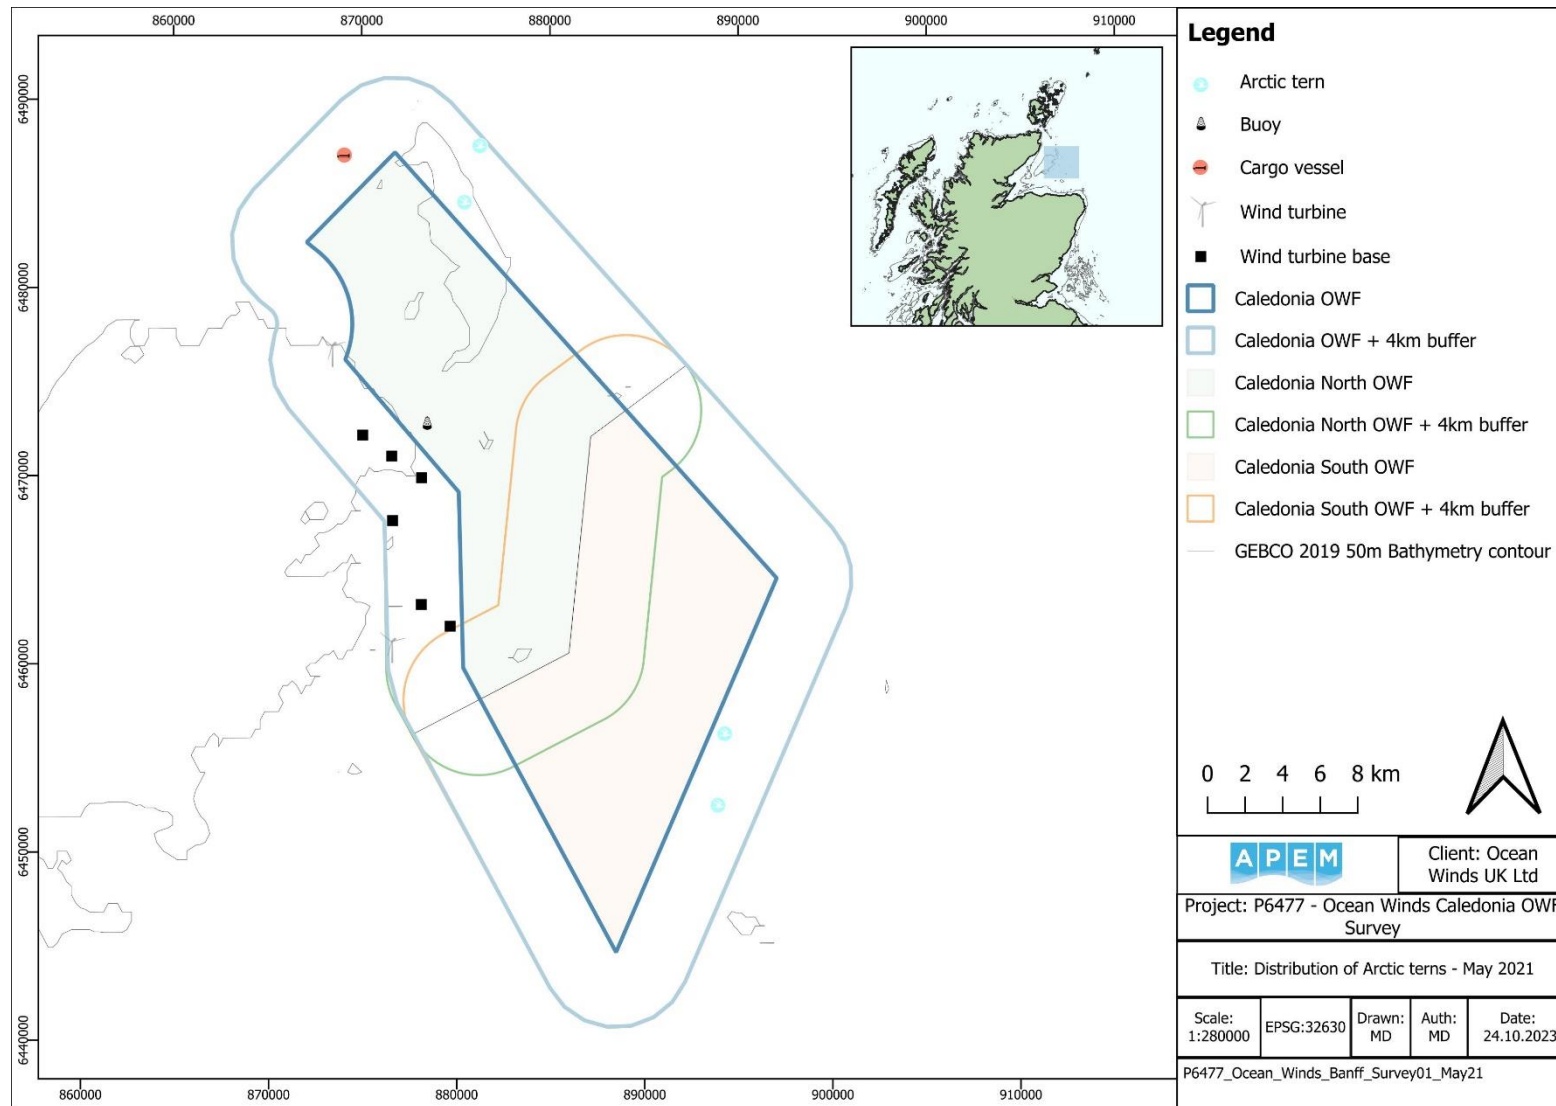 860000
870000
880000
890000
900000
910000
6490000
6480000
6470000
6460000
6450000
6440000
860000
870000
880000
890000
900000
910000
Legend
Arctic tern
Buoy
Cargo vessel
Wind turbine
Wind turbine base
Caledonia OWF
Caledonia OWF + 4km buffer
Caledonia North OWF
Caledonia North OWF + 4km buffer
Caledonia South OWF
Caledonia South OWF + 4km buffer
GEBCO 2019 50m Bathymetry contour
0 2 4 6 8 km
APEM
Client: Ocean
Winds UK Ltd
Project: P6477 - Ocean Winds Caledonia OWF
Survey
Title: Distribution of Arctic terns - May 2021
Scale:
1:280000
EPSG:32630
Drawn:
MD
Auth:
MD
Date:
24.10.2023
P6477_Ocean_Winds_Banff_Survey01_May21